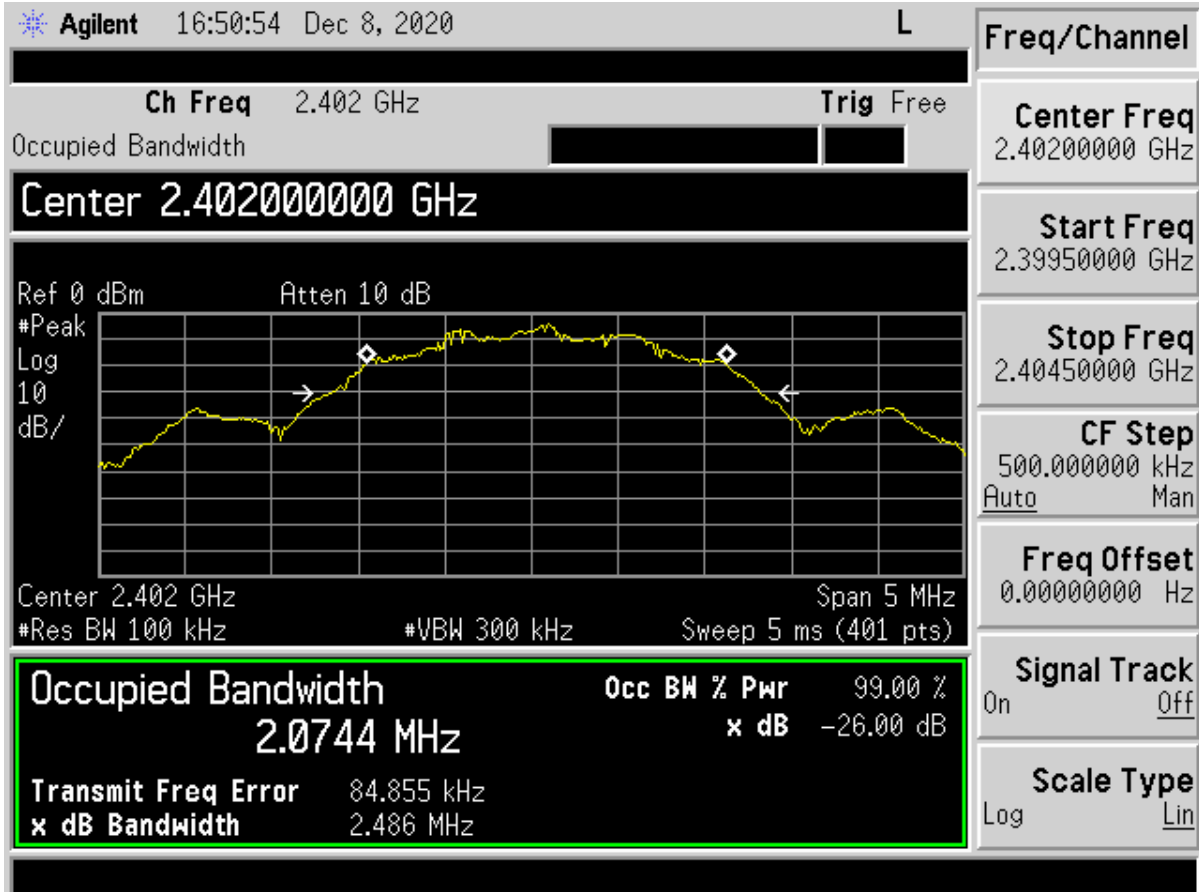 Agilent 16:50:54 Dec 8, 2020 L
Ch Freq 2.402 GHz Trig Free
Occupied Bandwidth
Center 2.402000000 GHz
Ref 0 dBm Atten 10 dB
#Peak
Log
10
dB/
Center 2.402 GHz Span 5 MHz
#Res BW 100 kHz #VBW 300 kHz Sweep 5 ms (401 pts)
Occupied Bandwidth
2.0744 MHz
Occ BW % Pwr 99.00 %
x dB -26.00 dB
Transmit Freq Error 84.855 kHz
x dB Bandwidth 2.486 MHz
Freq/Channel
Center Freq
2.40200000 GHz
Start Freq
2.39950000 GHz
Stop Freq
2.40450000 GHz
CF Step
500.000000 kHz
Auto Man
Freq Offset
0.00000000 Hz
Signal Track
On Off
Scale Type
Log Lin